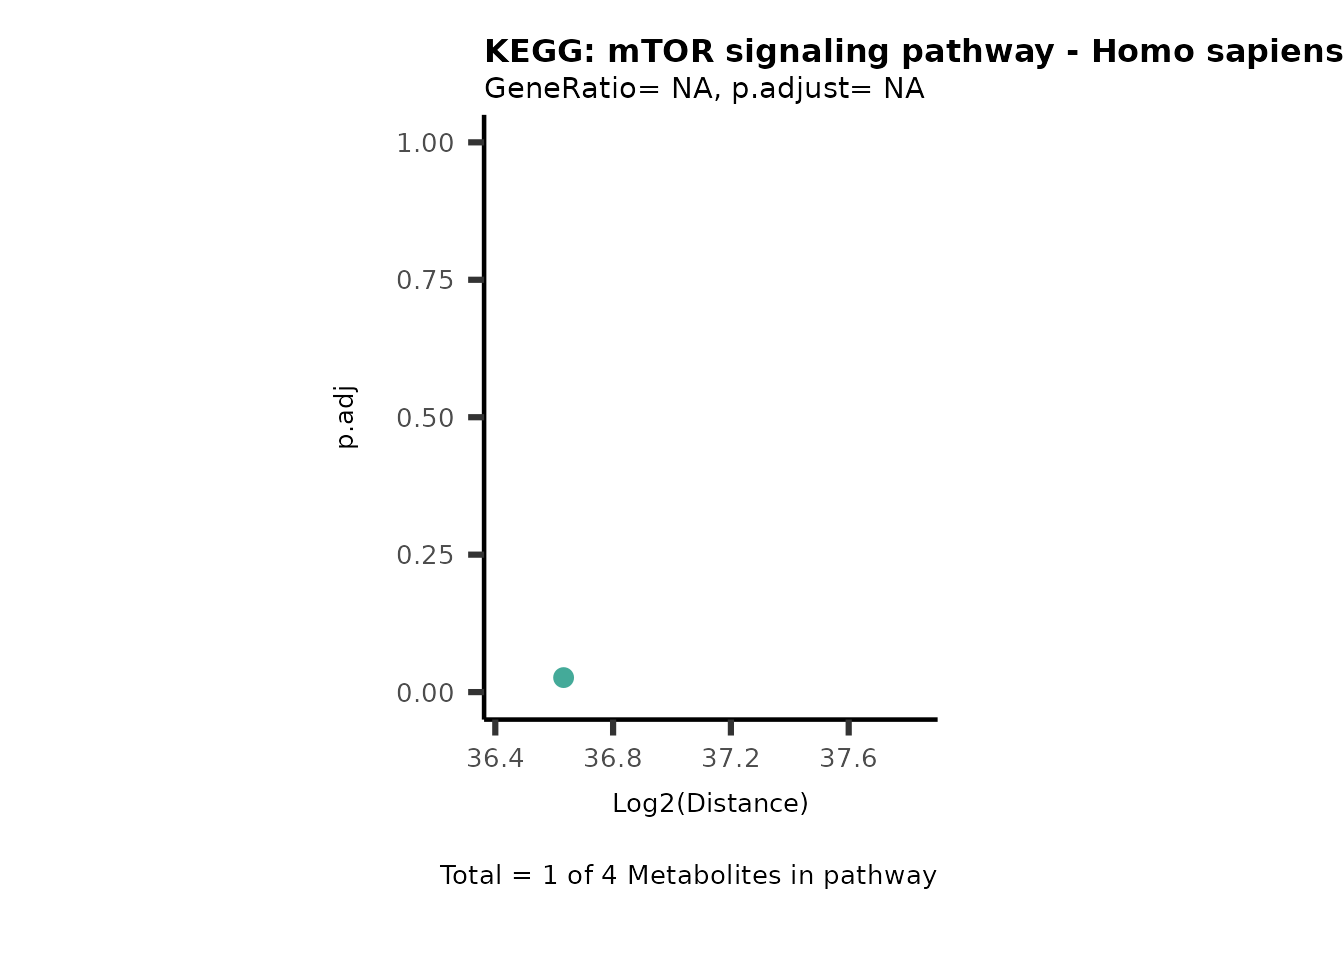 KEGG: mTOR signaling pathway - Homo sapiens
GeneRatio= NA, p.adjust= NA
1.00
0.75
0.50
0.25
0.00
p.adj
36.4
36.8
37.2
37.6
Log2(Distance)
Total = 1 of 4 Metabolites in pathway